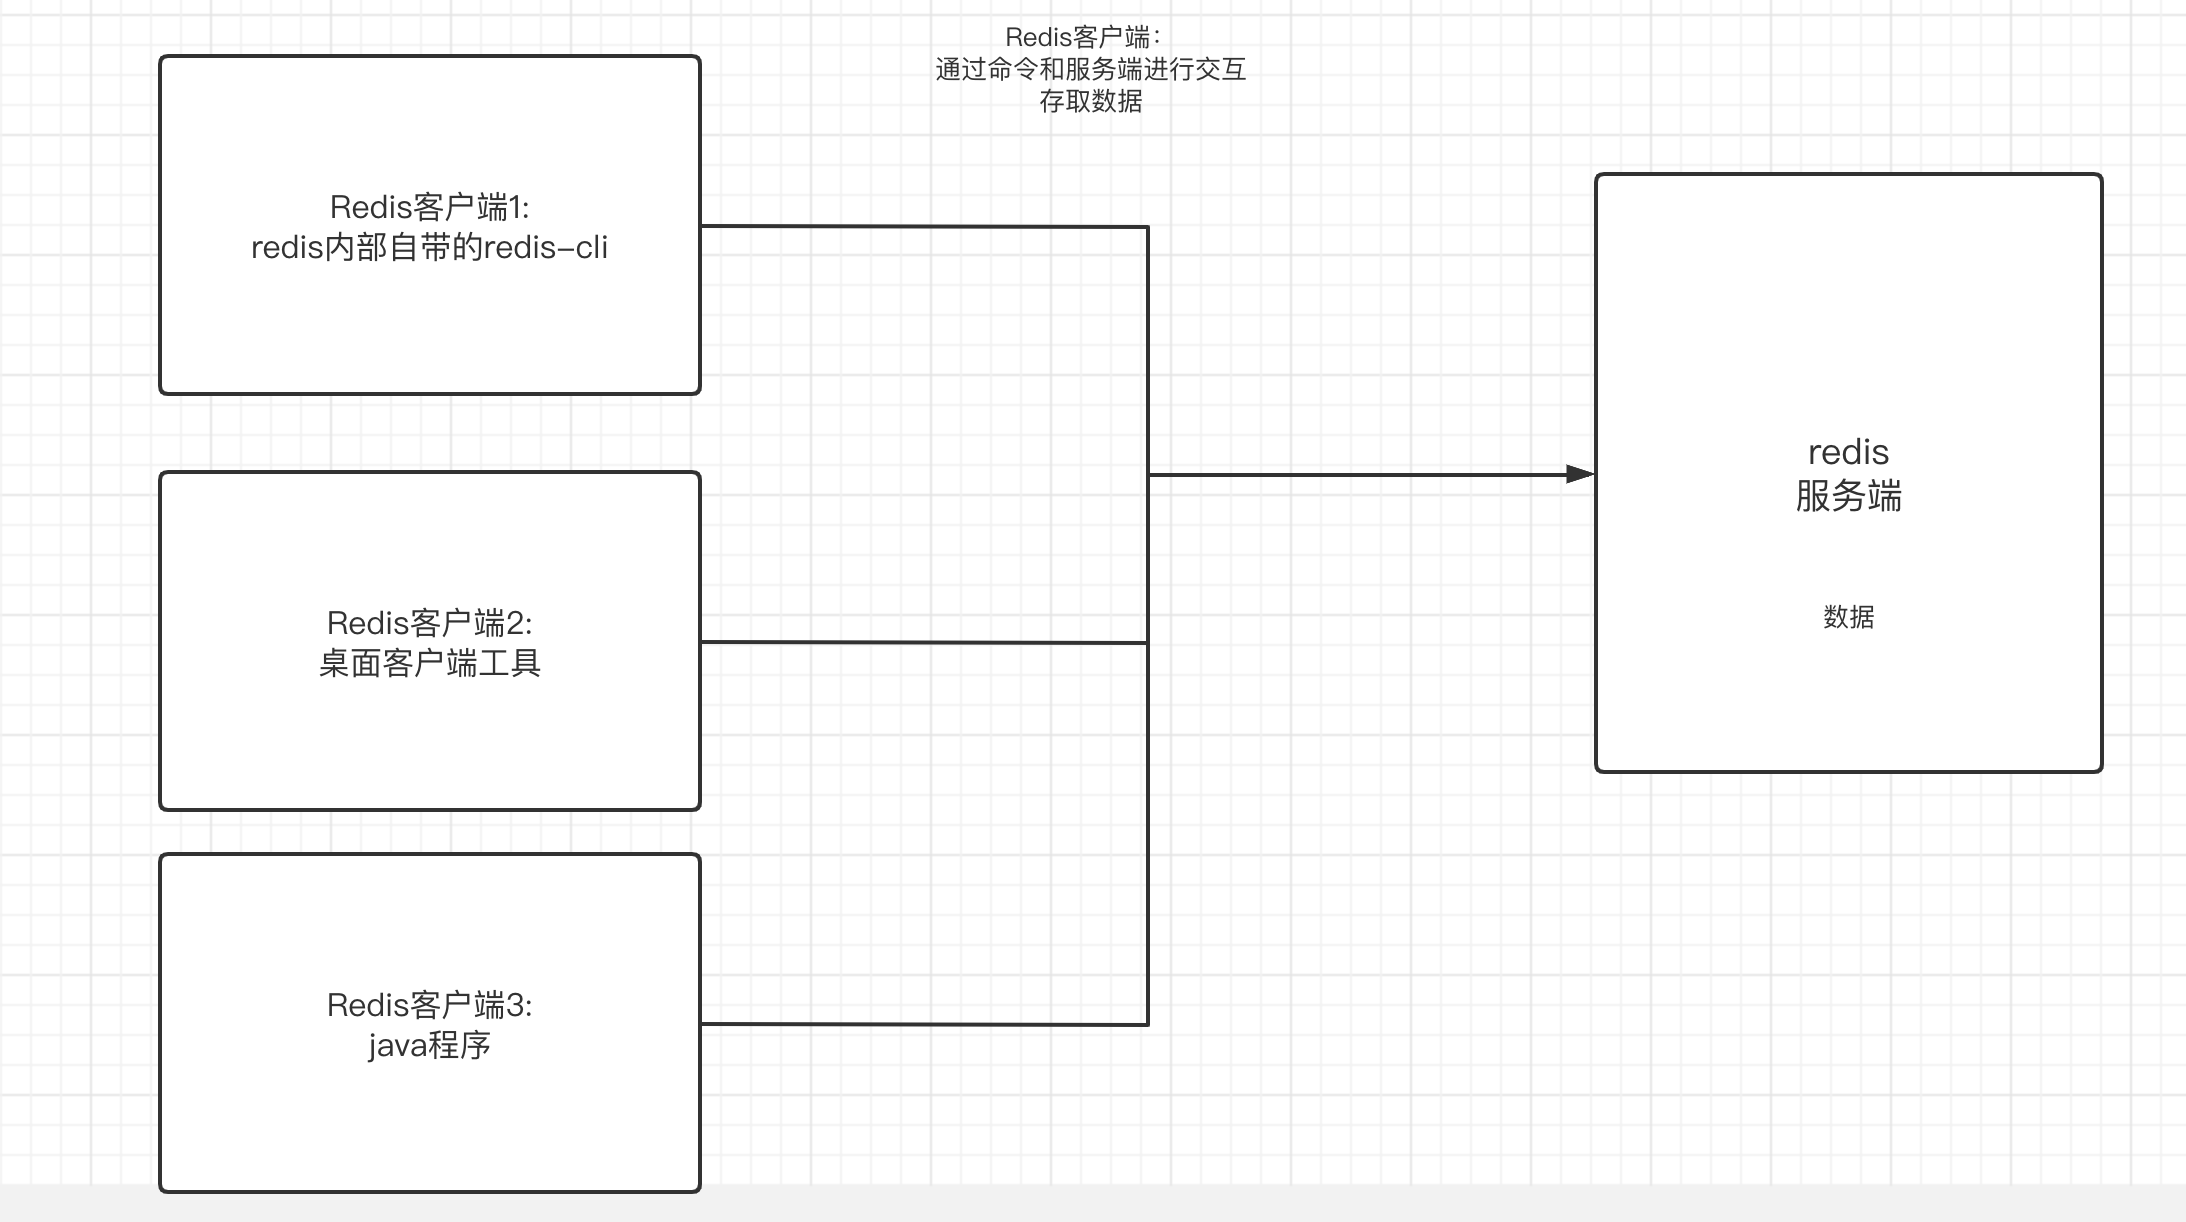 Redis客户端：
通过命令和服务端进行交互
存取数据
Redis客户端1:
redis内部自带的redis-cli
Redis客户端2:
桌面客户端工具
Redis客户端3:
java程序
redis
服务端
数据